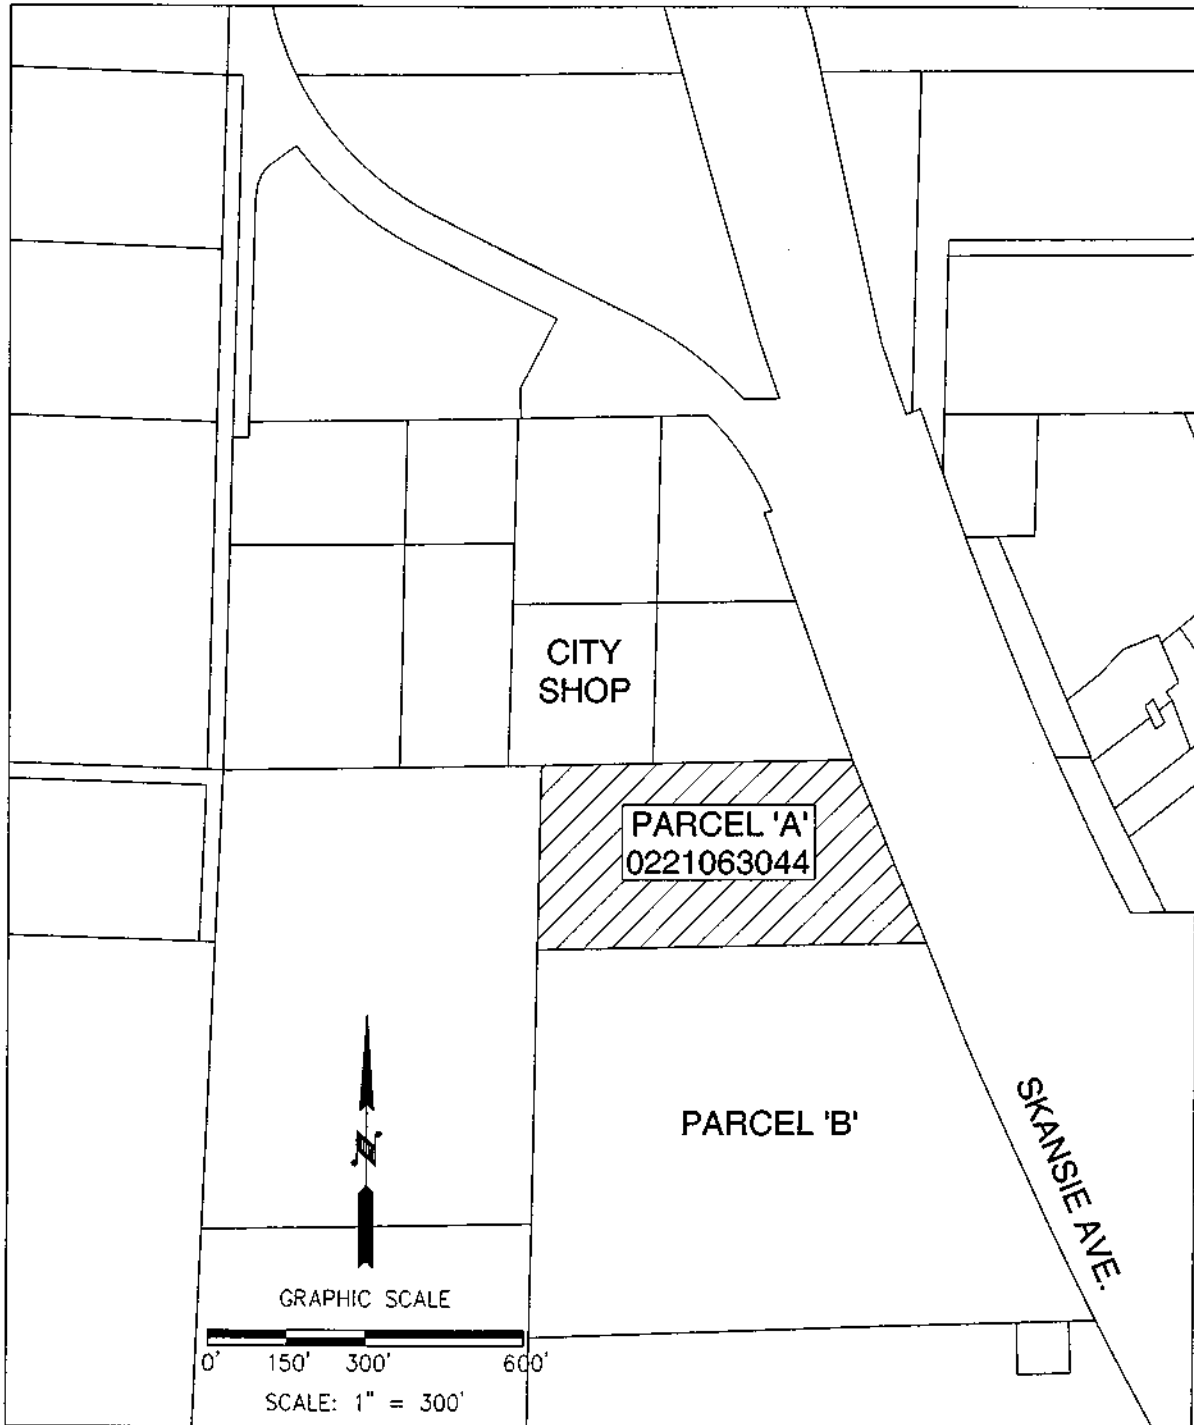 CITY
SHOP
PARCEL 'A'
0221063044
PARCEL 'B'
SKANSIE AVE.
N
GRAPHIC SCALE
0' 150' 300' 600'
SCALE: 1" = 300'